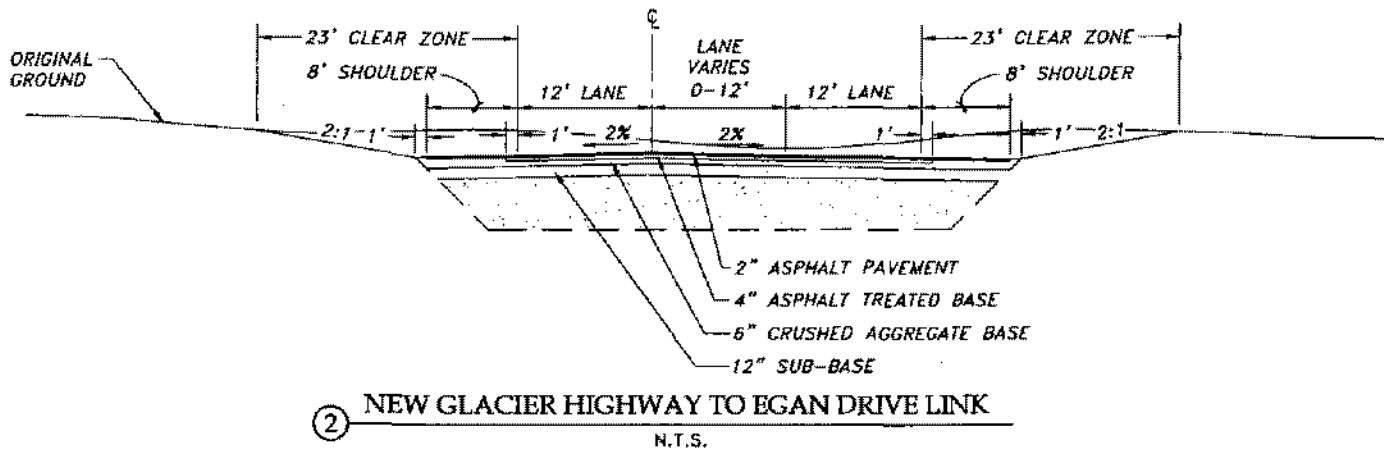 ℄
23' CLEAR ZONE
LANE
VARIES
0-12'
23' CLEAR ZONE
ORIGINAL
GROUND
8' SHOULDER
8' SHOULDER
12' LANE
12' LANE
2:1
1'
1'
2%
2%
1'
1'
2:1
2" ASPHALT PAVEMENT
4" ASPHALT TREATED BASE
6" CRUSHED AGGREGATE BASE
12" SUB-BASE
2 NEW GLACIER HIGHWAY TO EGAN DRIVE LINK
N.T.S.